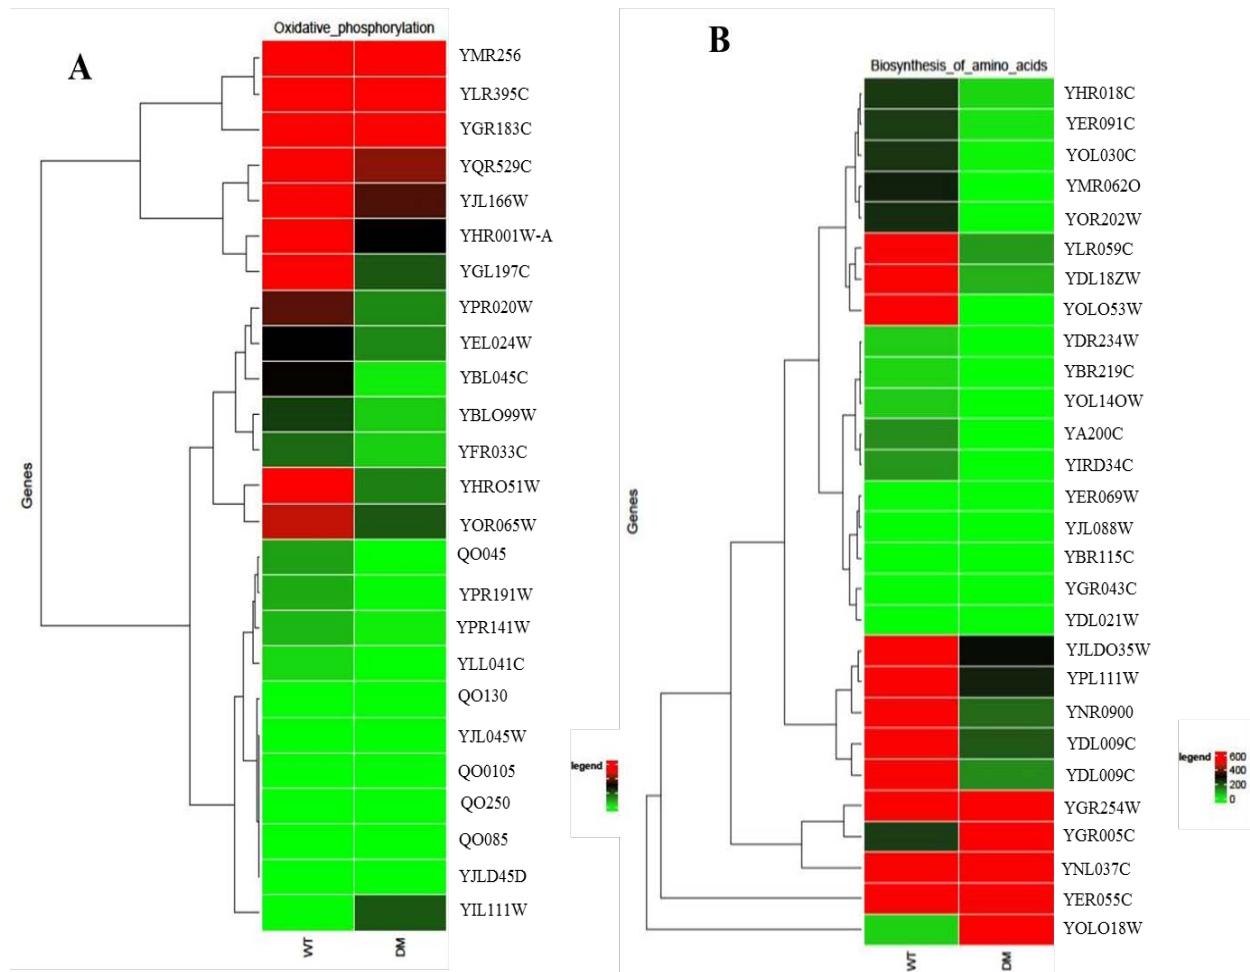 A
Oxidative_phosphorylation
YMR256
YLR395C
YGR183C
YQR529C
YJL166W
YHR001W-A
YGL197C
YPR020W
YEL024W
YBL045C
YBLO99W
YFR033C
YHRO51W
YOR065W
QO045
YPR191W
YPR141W
YLL041C
QO130
YJL045W
QO0105
QO250
QO085
YJLD45D
YIL111W
Genes
WT
DM
legend
B
Biosynthesis_of_amino_acids
YHR018C
YER091C
YOL030C
YMR062O
YOR202W
YLR059C
YDL18ZW
YOLO53W
YDR234W
YBR219C
YOL14OW
YA200C
YIRD34C
YER069W
YJL088W
YBR115C
YGR043C
YDL021W
YJLDO35W
YPL111W
YNR0900
YDL009C
YDL009C
YGR254W
YGR005C
YNL037C
YER055C
YOLO18W
Genes
WT
DM
legend
600
400
200
0